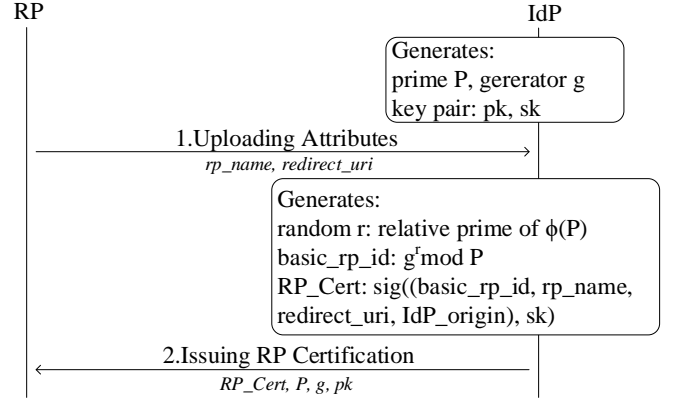 RP IdP
Generates:
prime P, gererator g
key pair: pk, sk
1.Uploading Attributes
rp_name, redirect_uri
Generates:
random r: relative prime of ϕ(P)
basic_rp_id: gʳmod P
RP_Cert: sig((basic_rp_id, rp_name,
redirect_uri, IdP_origin), sk)
2.Issuing RP Certification
RP_Cert, P, g, pk